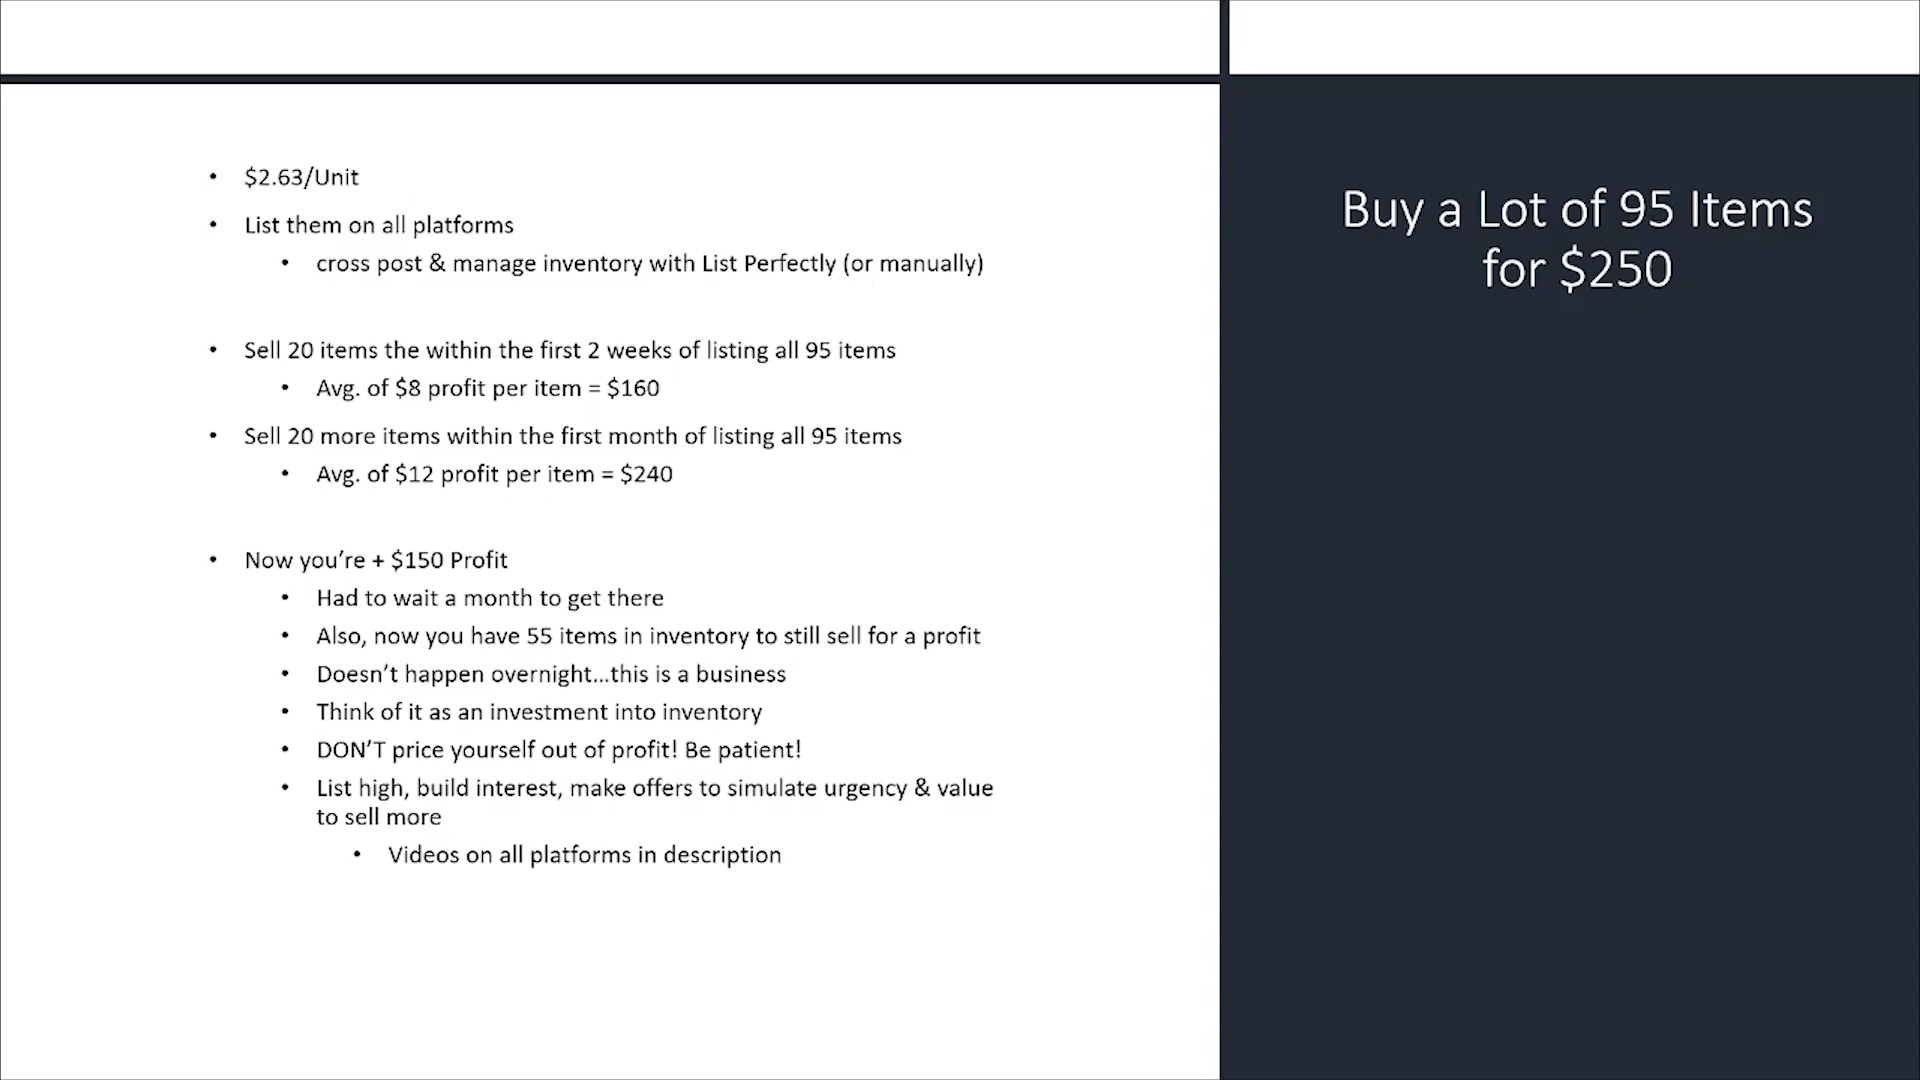 • $2.63/Unit
• List them on all platforms
• cross post & manage inventory with List Perfectly (or manually)
• Sell 20 items the within the first 2 weeks of listing all 95 items
• Avg. of $8 profit per item = $160
• Sell 20 more items within the first month of listing all 95 items
• Avg. of $12 profit per item = $240
• Now you’re + $150 Profit
• Had to wait a month to get there
• Also, now you have 55 items in inventory to still sell for a profit
• Doesn’t happen overnight...this is a business
• Think of it as an investment into inventory
• DON’T price yourself out of profit! Be patient!
• List high, build interest, make offers to simulate urgency & value
to sell more
• Videos on all platforms in description
Buy a Lot of 95 Items
for $250